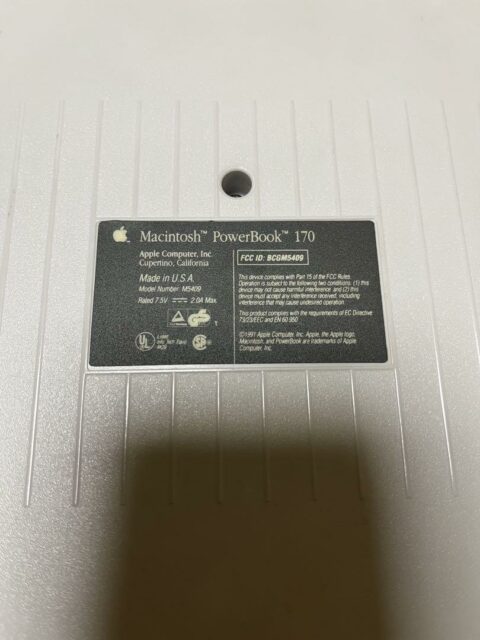 Macintosh™ PowerBook™ 170
Apple Computer, Inc.
Cupertino, California
Made in U.S.A.
Model Number: M5409
Rated 7.5V 2.0A Max.
T
UL
LISTED
Info. Tech. Equip.
FCC ID: BCGM5409
This device complies with Part 15 of the FCC Rules.
Operation is subject to the following two conditions: (1) this
device may not cause harmful interference, and (2) this
device must accept any interference received, including
interference that may cause undesired operation.
This product complies with the requirements of EC Directive
73/23/EEC and EN 60 950
©1991 Apple Computer, Inc. Apple, the Apple logo,
Macintosh, and PowerBook are trademarks of Apple
Computer, Inc.